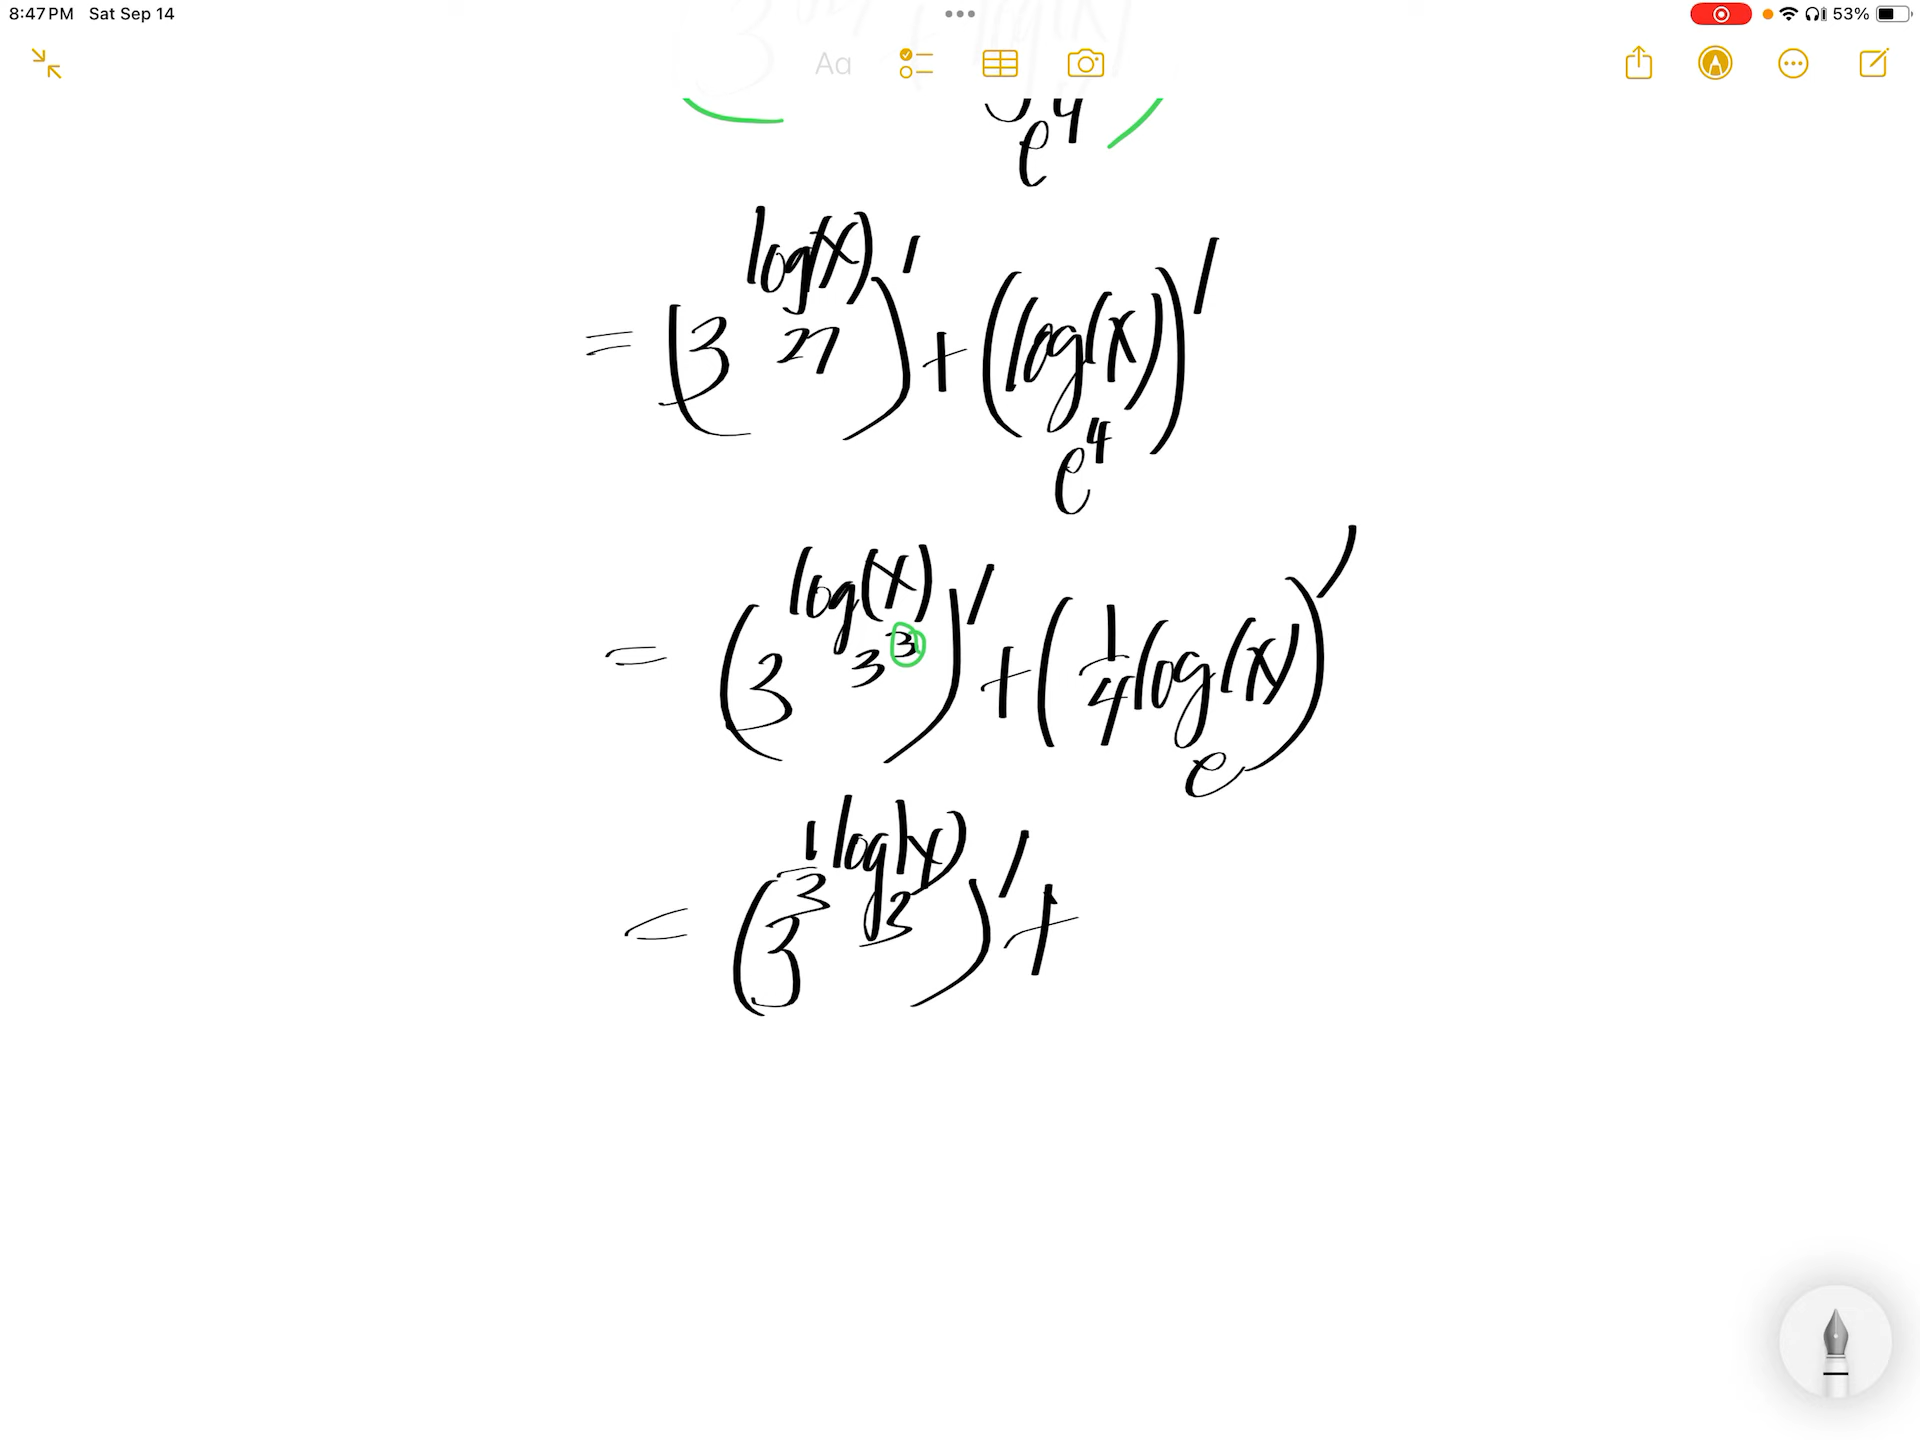 8:47 PM Sat Sep 14 53%
Aa
e^4
= (3^{log_{27}(x)})' + (log_{e^4}(x))'
= (3^{log_{3^3}(x)})' + (1/4 log_e(x))'
= (3^{1/3 log_3(x)})' +